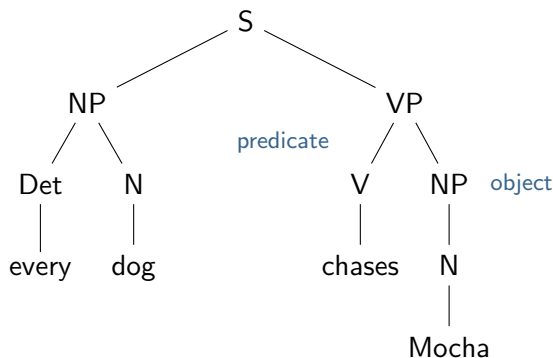 S
NP VP
predicate
Det N V NP object
every dog chases N
Mocha